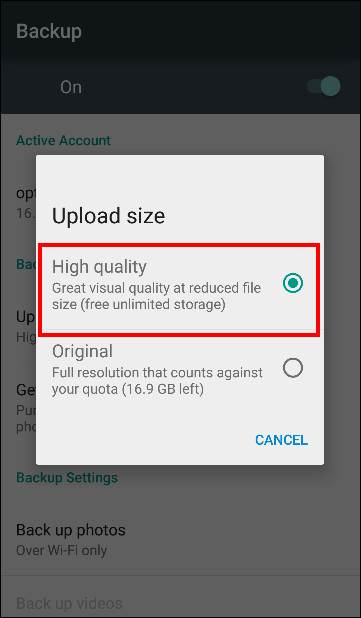 Backup
On
Active Account
opt
16.
Upload size
High quality
Great visual quality at reduced file
size (free unlimited storage)
Original
Full resolution that counts against
your quota (16.9 GB left)
CANCEL
Bac
Up
Hig
Get
Pur
pho
Backup Settings
Back up photos
Over Wi-Fi only
Back up videos